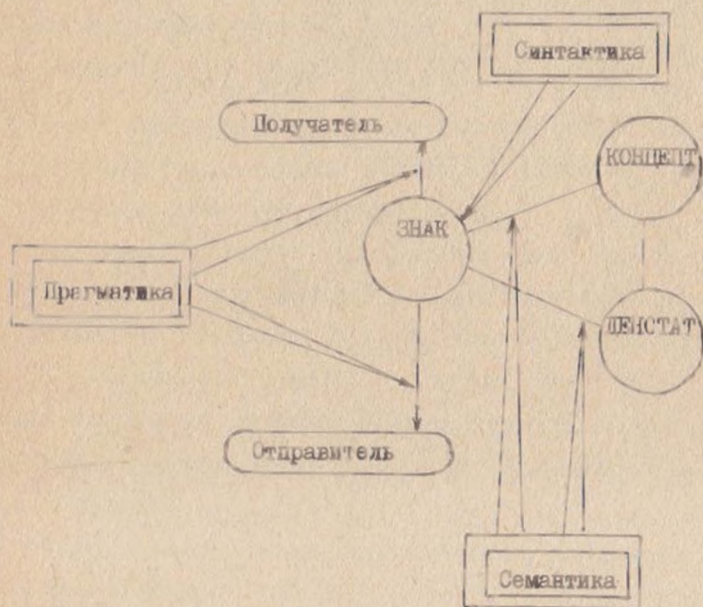 Синтактика
Получатель
КОНЦЕПТ
ЗНАК
Прагматика
ДЕНОТАТ
Отправитель
Семантика